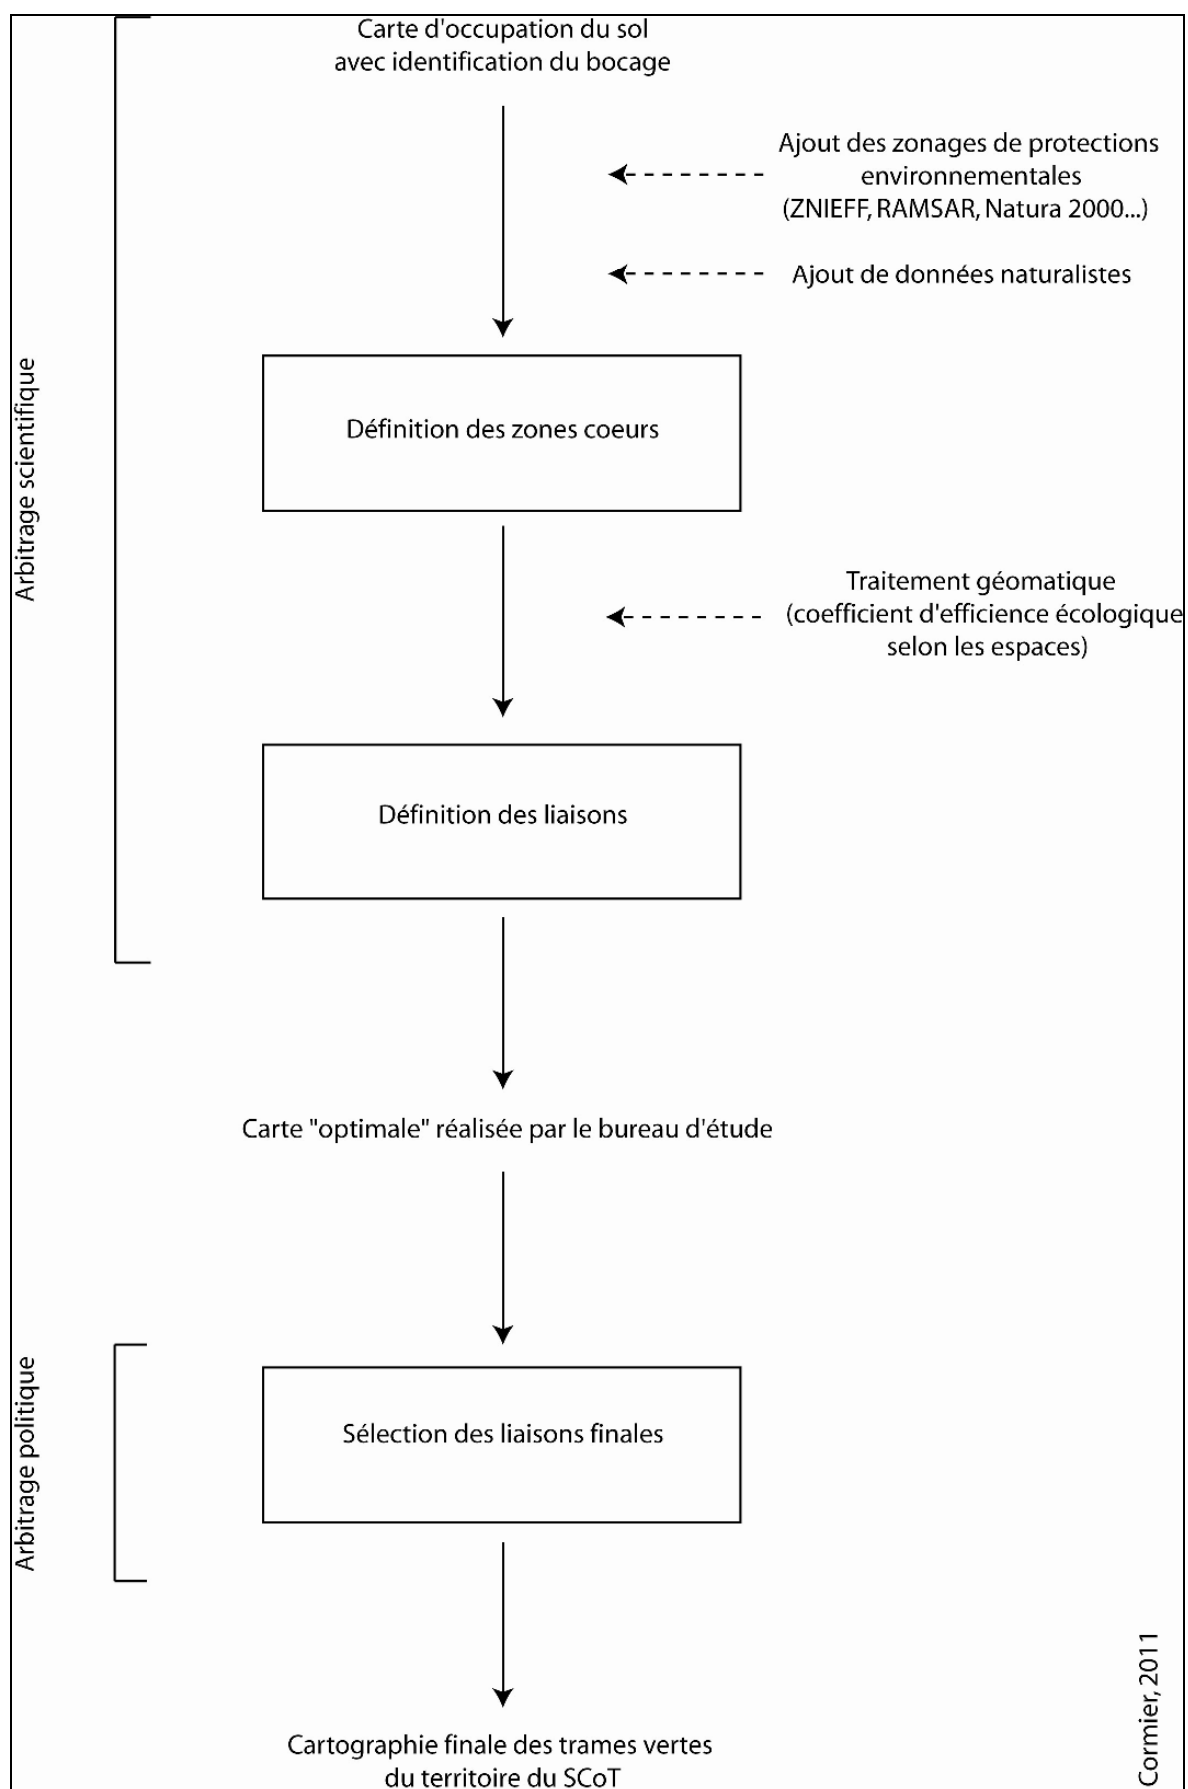 Carte d'occupation du sol
avec identification du bocage
Ajout des zonages de protections
environnementales
(ZNIEFF, RAMSAR, Natura 2000...)
Ajout de données naturalistes
Arbitrage scientifique
Définition des zones coeurs
Traitement géomatique
(coefficient d'efficience écologique
selon les espaces)
Définition des liaisons
Carte "optimale" réalisée par le bureau d'étude
Arbitrage politique
Sélection des liaisons finales
Cartographie finale des trames vertes
du territoire du SCoT
Cormier, 2011